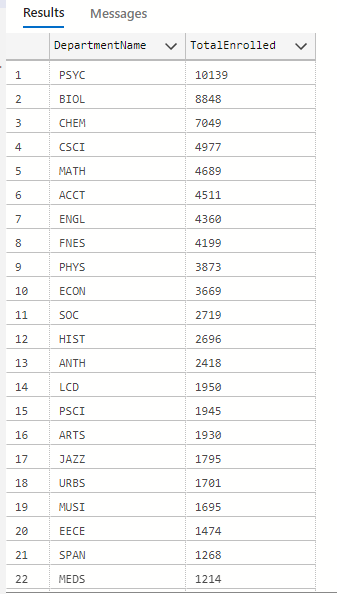 Results Messages
DepartmentName TotalEnrolled
1 PSYC 10139
2 BIOL 8848
3 CHEM 7049
4 CSCI 4977
5 MATH 4689
6 ACCT 4511
7 ENGL 4360
8 FNES 4199
9 PHYS 3873
10 ECON 3669
11 SOC 2719
12 HIST 2696
13 ANTH 2418
14 LCD 1950
15 PSCI 1945
16 ARTS 1930
17 JAZZ 1795
18 URBS 1701
19 MUSI 1695
20 EECE 1474
21 SPAN 1268
22 MEDS 1214